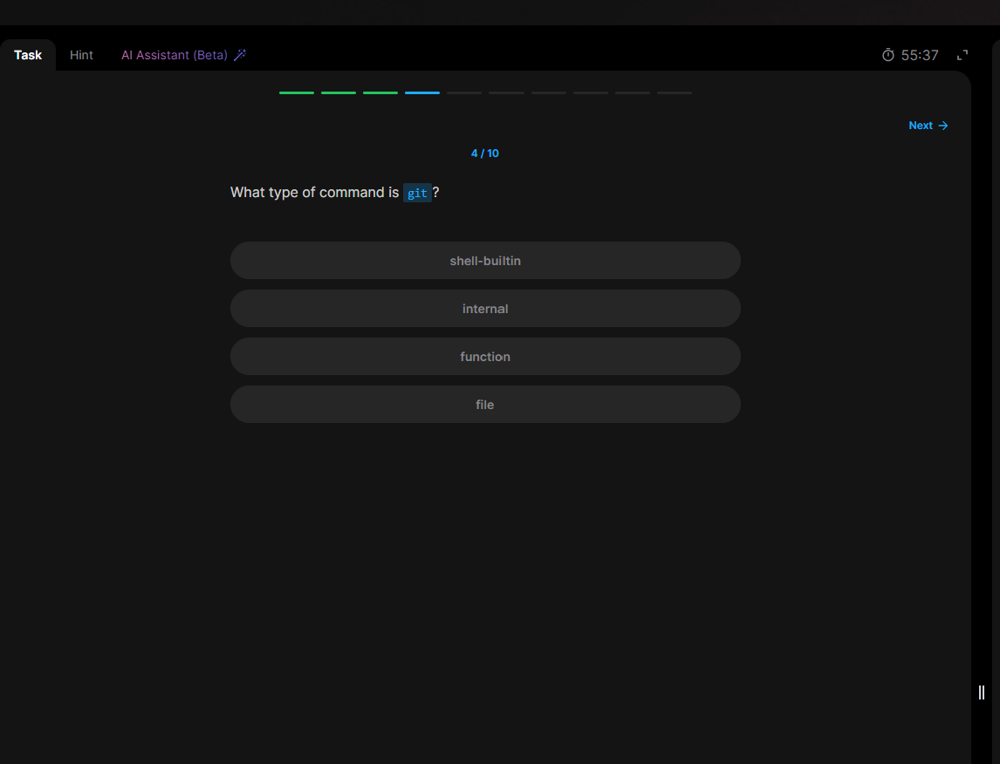 Task Hint AI Assistant (Beta) 55:37
Next →
4 / 10
What type of command is git?
shell-builtin
internal
function
file